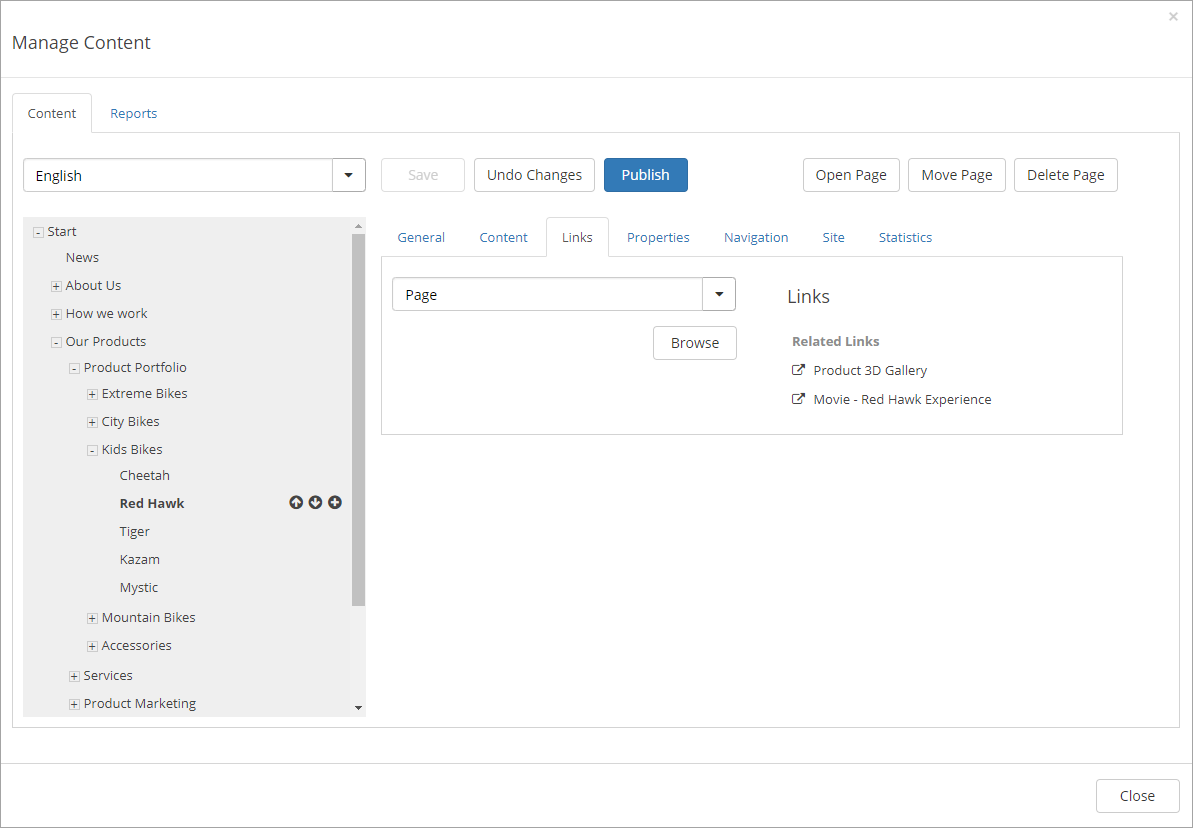 Manage Content
Content Reports
English
Save Undo Changes Publish Open Page Move Page Delete Page
Start
News
About Us
How we work
Our Products
Product Portfolio
Extreme Bikes
City Bikes
Kids Bikes
Cheetah
Red Hawk
Tiger
Kazam
Mystic
Mountain Bikes
Accessories
Services
Product Marketing
General Content Links Properties Navigation Site Statistics
Page
Browse
Links
Related Links
Product 3D Gallery
Movie - Red Hawk Experience
Close